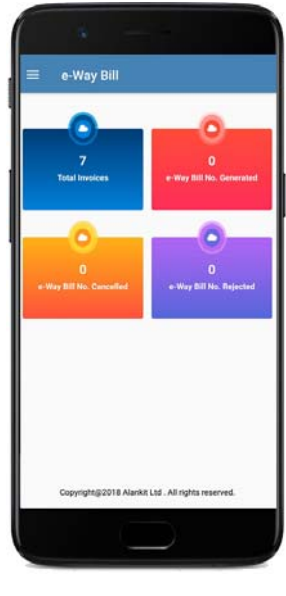 e-Way Bill
7
Total Invoices
0
e-Way Bill No. Generated
0
e-Way Bill No. Cancelled
0
e-Way Bill No. Rejected
Copyright@2018 Alankit Ltd . All rights reserved.